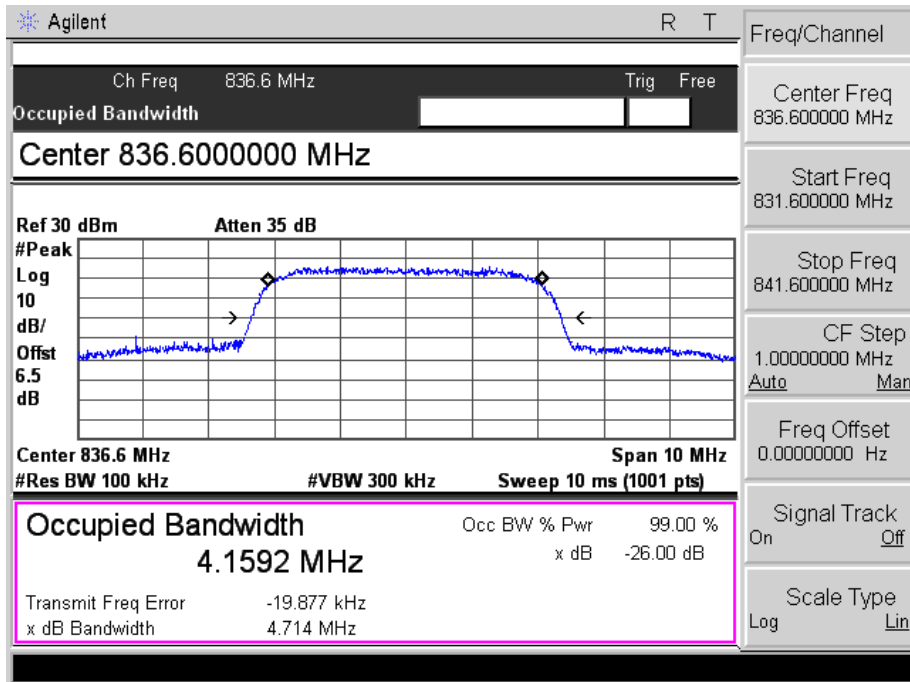 Agilent R T
Ch Freq 836.6 MHz Trig Free
Occupied Bandwidth
Center 836.6000000 MHz
Ref 30 dBm Atten 35 dB
#Peak
Log
10
dB/
Offst
6.5
dB
Center 836.6 MHz Span 10 MHz
#Res BW 100 kHz #VBW 300 kHz Sweep 10 ms (1001 pts)
Occupied Bandwidth Occ BW % Pwr 99.00 %
4.1592 MHz x dB -26.00 dB
Transmit Freq Error -19.877 kHz
x dB Bandwidth 4.714 MHz
Freq/Channel
Center Freq
836.600000 MHz
Start Freq
831.600000 MHz
Stop Freq
841.600000 MHz
CF Step
1.00000000 MHz
Auto Man
Freq Offset
0.00000000 Hz
Signal Track
On Off
Scale Type
Log Lin